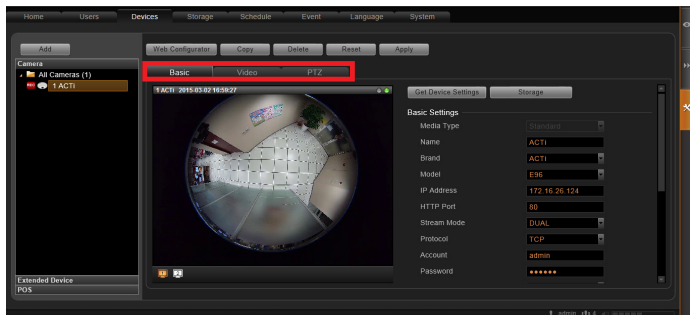 Home Users Devices Storage Schedule Event Language System
Add
Web Configurator Copy Delete Reset Apply
Camera
All Cameras (1)
1 ACTi
Basic Video PTZ
1 ACTi 2015-03-02 16:59:27
1 2
Get Device Settings Storage
Basic Settings
Media Type Standard
Name ACTi
Brand ACTi
Model E96
IP Address 172.16.26.124
HTTP Port 80
Stream Mode DUAL
Protocol TCP
Account admin
Password ●●●●●●
Extended Device
POS
admin